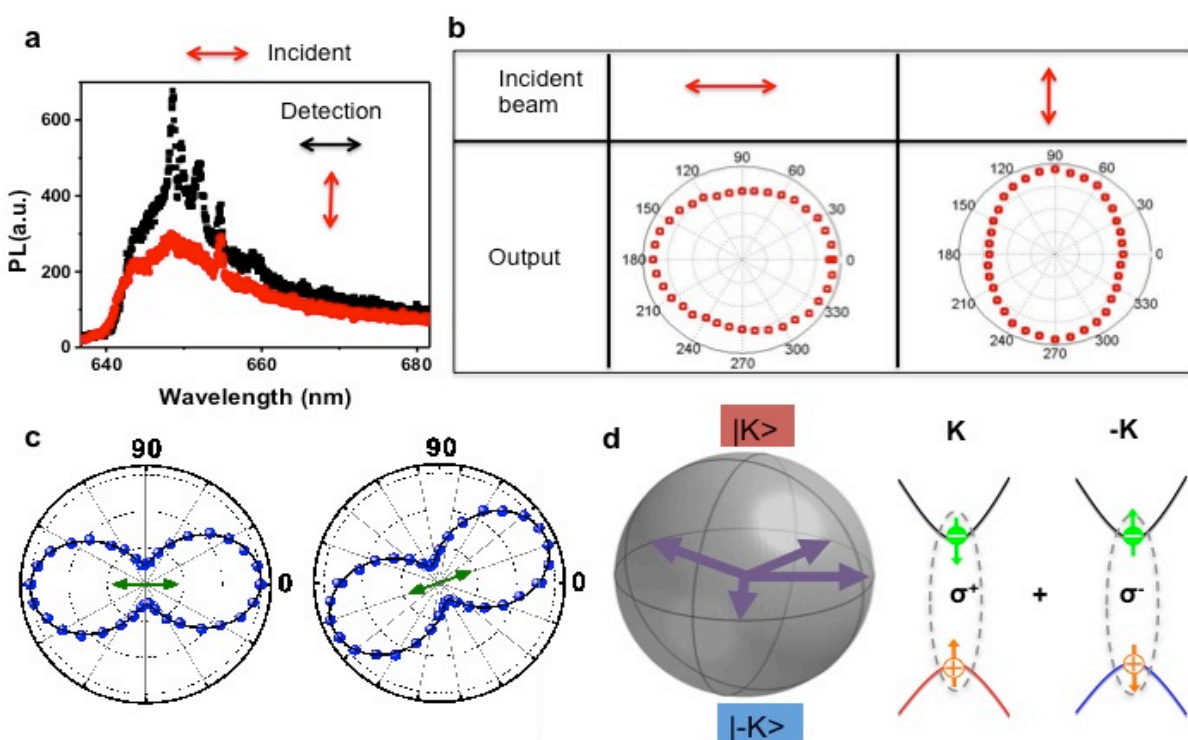 a
Incident
Detection
600
400
200
0
PL(a.u.)
640
660
680
Wavelength (nm)
b
Incident
beam
Output
90
120
60
150
30
180
0
210
330
240
300
270
90
120
60
150
30
180
0
210
330
240
300
270
c
90
0
90
0
d
|K>
|-K>
K
-K
σ+
+
σ-